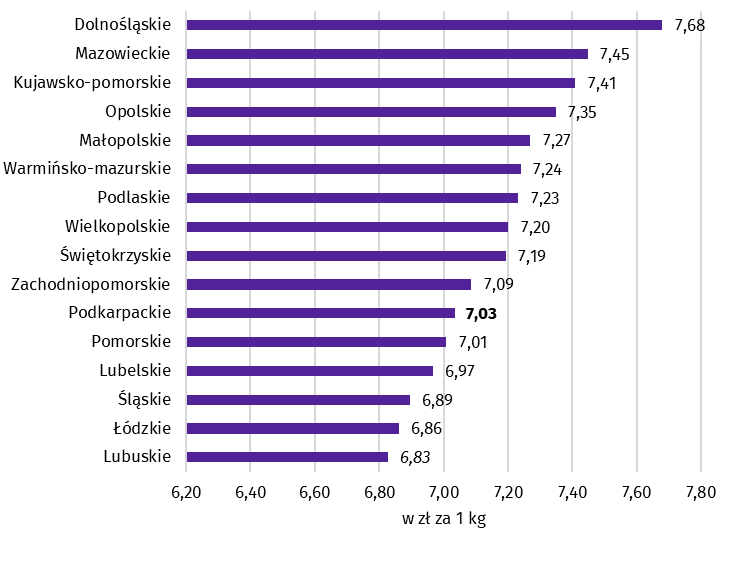 Dolnośląskie 7,68
Mazowieckie 7,45
Kujawsko-pomorskie 7,41
Opolskie 7,35
Małopolskie 7,27
Warmińsko-mazurskie 7,24
Podlaskie 7,23
Wielkopolskie 7,20
Świętokrzyskie 7,19
Zachodniopomorskie 7,09
Podkarpackie 7,03
Pomorskie 7,01
Lubelskie 6,97
Śląskie 6,89
Łódzkie 6,86
Lubuskie 6,83
6,20 6,40 6,60 6,80 7,00 7,20 7,40 7,60 7,80
w zł za 1 kg